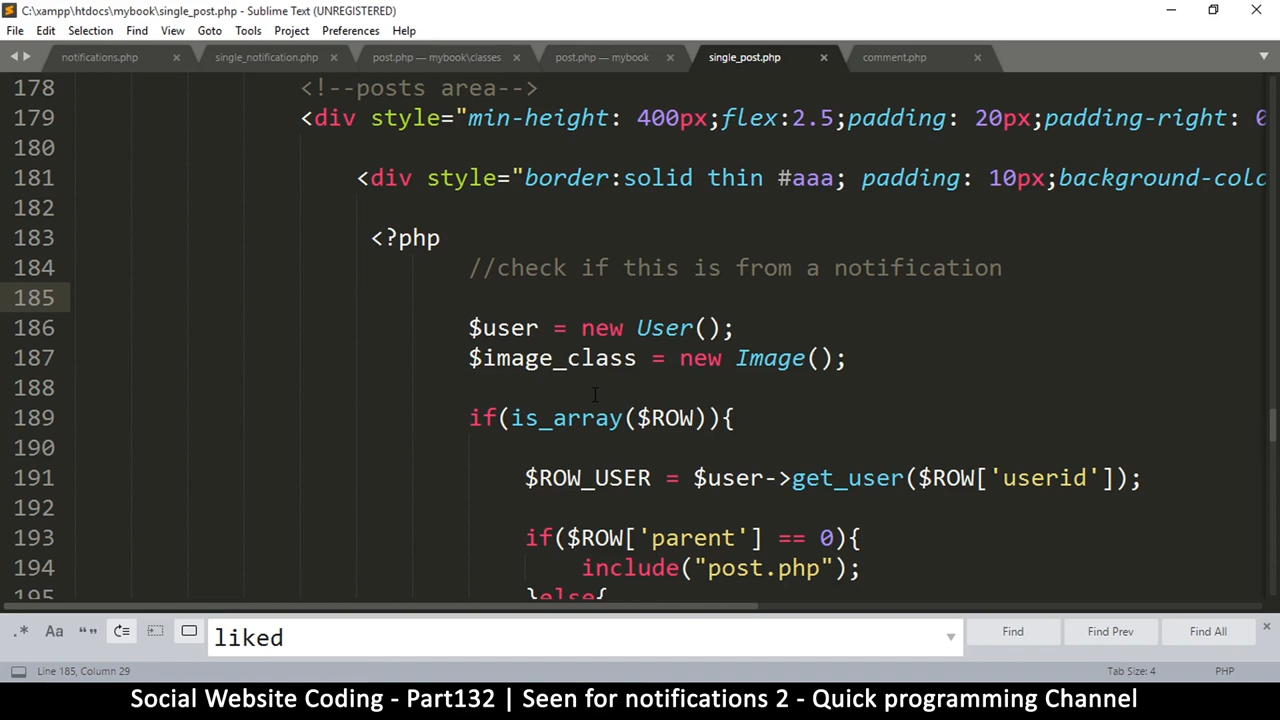 C:\xampp\htdocs\mybook\single_post.php - Sublime Text (UNREGISTERED)
File Edit Selection Find View Goto Tools Project Preferences Help
notifications.php single_notification.php post.php — mybook\classes post.php — mybook single_post.php comment.php
178 <!--posts area-->
179 <div style="min-height: 400px;flex:2.5;padding: 20px;padding-right: 0
180
181 <div style="border:solid thin #aaa; padding: 10px;background-colo
182
183 <?php
184 //check if this is from a notification
185
186 $user = new User();
187 $image_class = new Image();
188
189 if(is_array($ROW)){
190
191 $ROW_USER = $user->get_user($ROW['userid']);
192
193 if($ROW['parent'] == 0){
194 include("post.php");
195 }else{
.* Aa “” liked Find Find Prev Find All
Line 185, Column 29 Tab Size: 4 PHP
Social Website Coding - Part132 | Seen for notifications 2 - Quick programming Channel